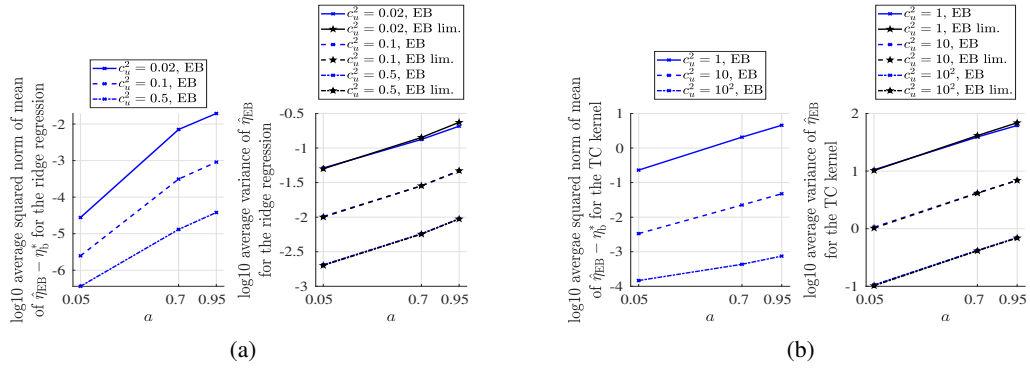 log10 average squared norm of mean
of η̂_EB − η_b^* for the ridge regression
c_u^2 = 0.02, EB
c_u^2 = 0.1, EB
c_u^2 = 0.5, EB
-2
-3
-4
-5
-6
0.05
0.7
0.95
a
log10 average variance of η̂_EB
for the ridge regression
c_u^2 = 0.02, EB
c_u^2 = 0.02, EB lim.
c_u^2 = 0.1, EB
c_u^2 = 0.1, EB lim.
c_u^2 = 0.5, EB
c_u^2 = 0.5, EB lim.
-0.5
-1
-1.5
-2
-2.5
-3
0.05
0.7
0.95
a
(a)
log10 avergae squared norm of mean
of η̂_EB − η_b^* for the TC kernel
c_u^2 = 1, EB
c_u^2 = 10, EB
c_u^2 = 10^2, EB
1
0
-1
-2
-3
-4
0.05
0.7
0.95
a
log10 average variance of η̂_EB
for the TC kernel
c_u^2 = 1, EB
c_u^2 = 1, EB lim.
c_u^2 = 10, EB
c_u^2 = 10, EB lim.
c_u^2 = 10^2, EB
c_u^2 = 10^2, EB lim.
2
1
0
-1
0.05
0.7
0.95
a
(b)